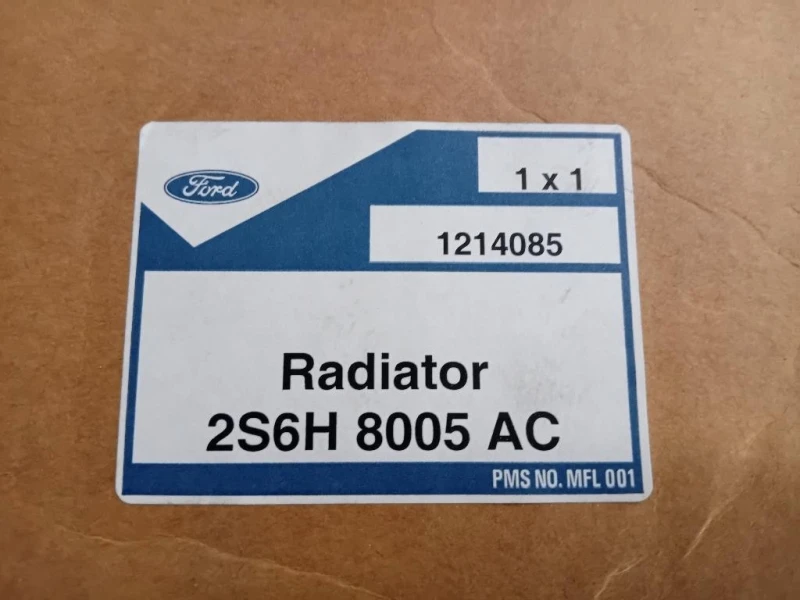 Ford
1 x 1
1214085
Radiator
2S6H 8005 AC
PMS NO. MFL 001